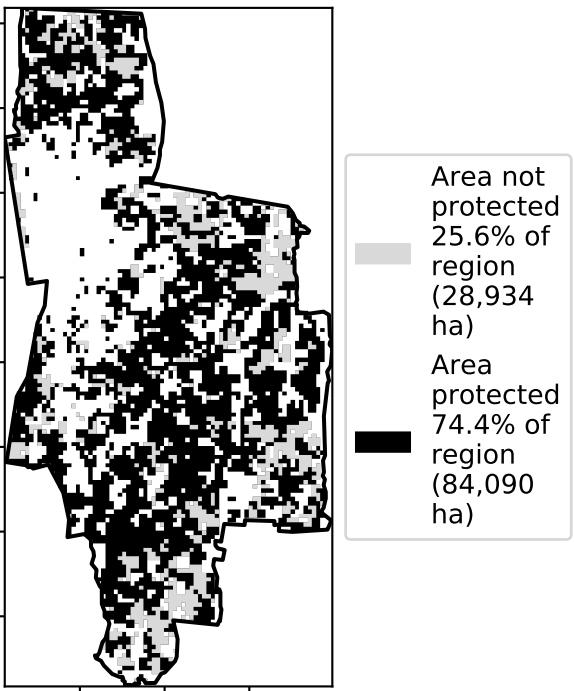 Area not
protected
25.6% of
region
(28,934
ha)
Area
protected
74.4% of
region
(84,090
ha)